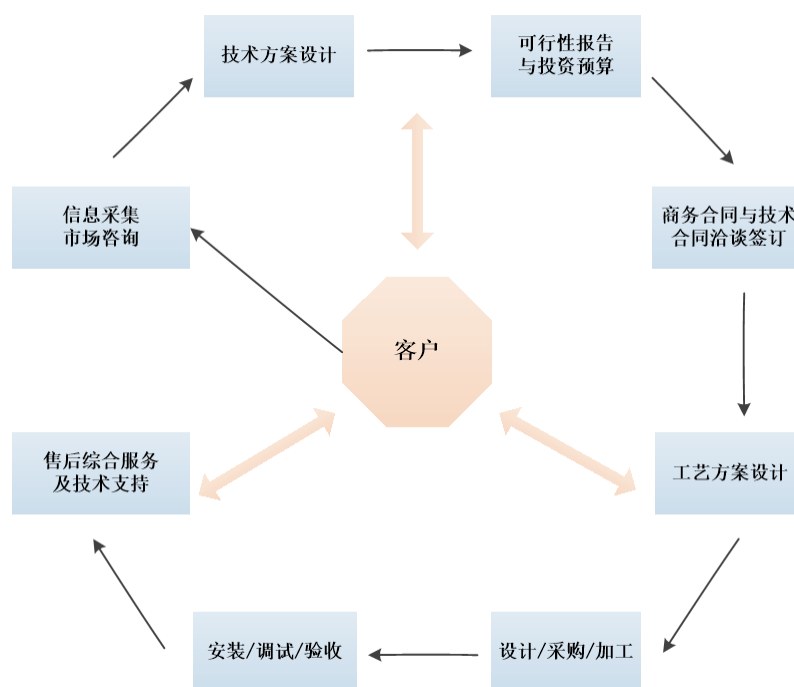 技术方案设计
可行性报告
与投资预算
信息采集
市场咨询
商务合同与技术
合同洽谈签订
客户
售后综合服务
及技术支持
工艺方案设计
安装/调试/验收
设计/采购/加工